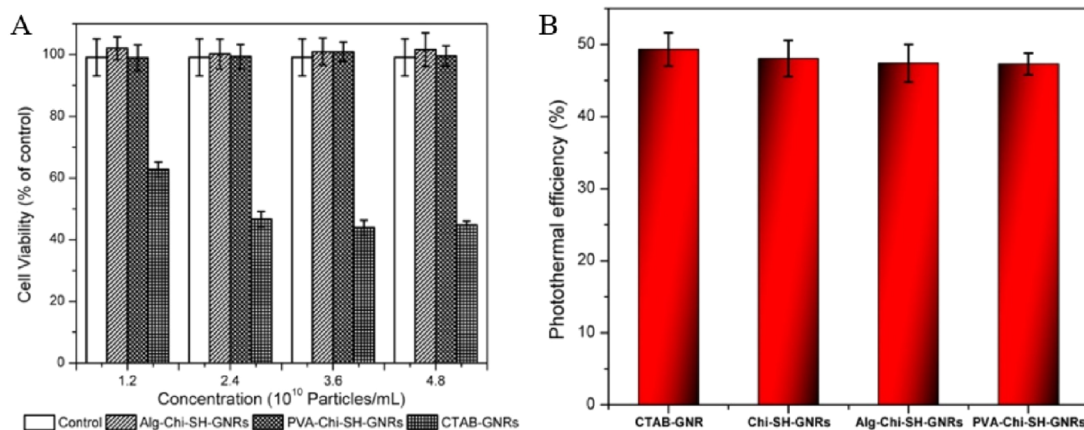 A
Cell Viability (% of control)
100
80
60
40
20
0
1.2 2.4 3.6 4.8
Concentration (10¹⁰ Particles/mL)
Control Alg-Chi-SH-GNRs PVA-Chi-SH-GNRs CTAB-GNRs
B
Photothermal efficiency (%)
50
40
30
20
10
0
CTAB-GNR Chi-SH-GNRs Alg-Chi-SH-GNRs PVA-Chi-SH-GNRs